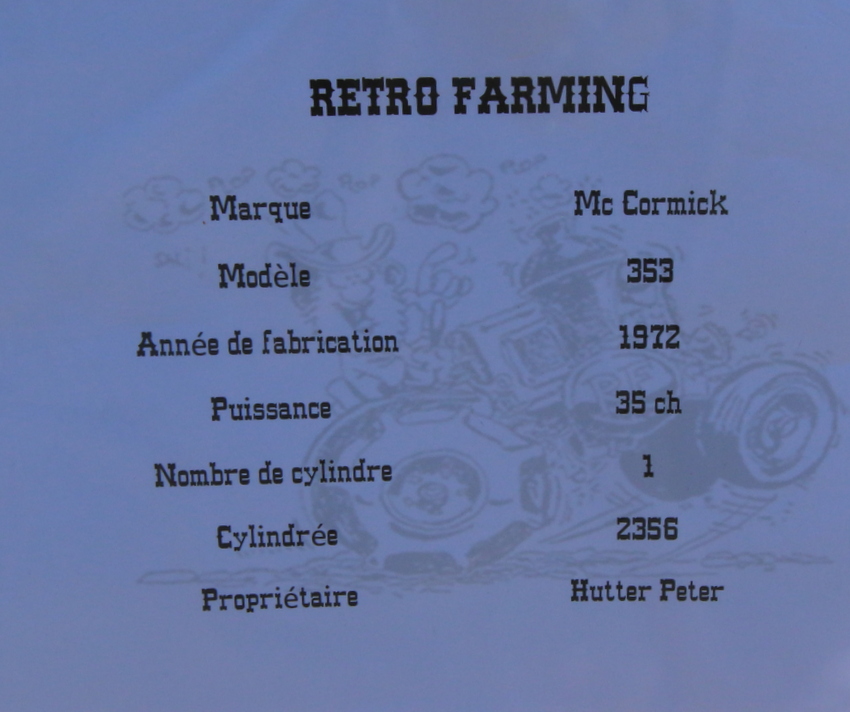 RETRO FARMING
Marque Mc Cormick
Modèle 353
Année de fabrication 1972
Puissance 35 ch
Nombre de cylindre 1
Cylindrée 2356
Propriétaire Hutter Peter